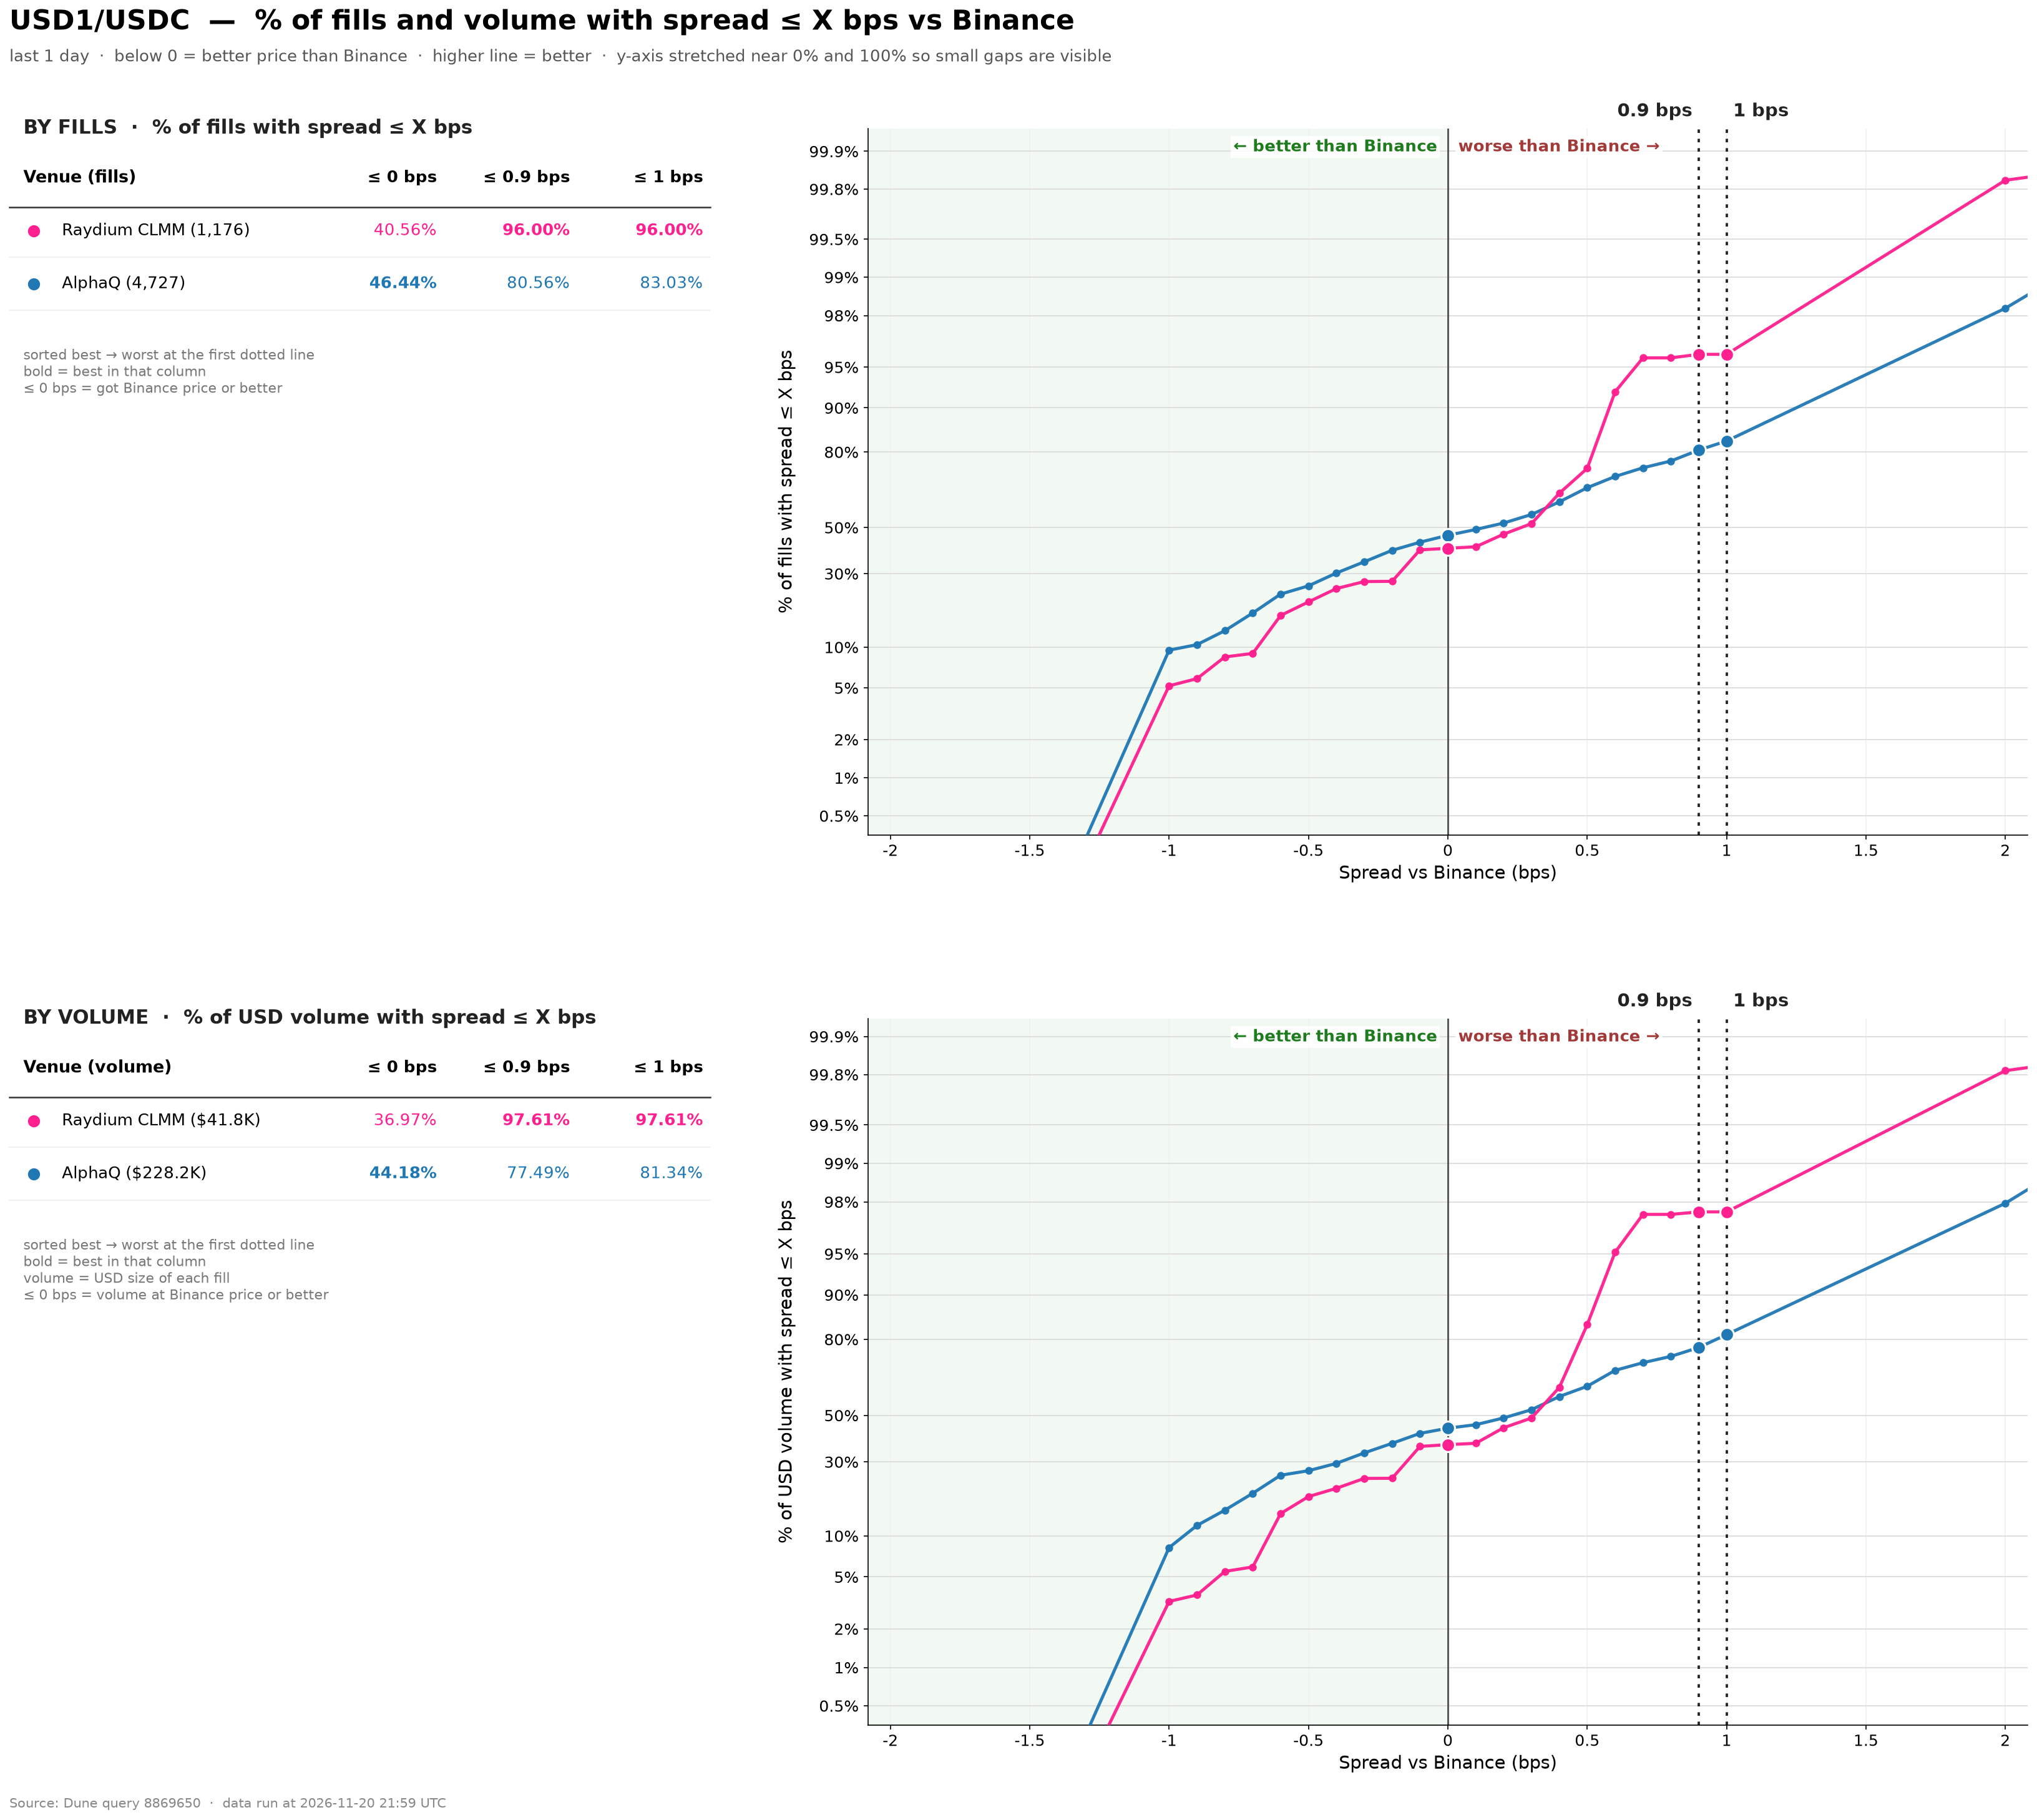 USD1/USDC — % of fills and volume with spread ≤ X bps vs Binance
last 1 day · below 0 = better price than Binance · higher line = better · y-axis stretched near 0% and 100% so small gaps are visible
BY FILLS · % of fills with spread ≤ X bps
Venue (fills) ≤ 0 bps ≤ 0.9 bps ≤ 1 bps
Raydium CLMM (1,176) 40.56% 96.00% 96.00%
AlphaQ (4,727) 46.44% 80.56% 83.03%
sorted best → worst at the first dotted line
bold = best in that column
≤ 0 bps = got Binance price or better
0.9 bps 1 bps
← better than Binance worse than Binance →
99.9%
99.8%
99.5%
99%
98%
95%
90%
80%
50%
30%
10%
5%
2%
1%
0.5%
% of fills with spread ≤ X bps
-2 -1.5 -1 -0.5 0 0.5 1 1.5 2
Spread vs Binance (bps)
BY VOLUME · % of USD volume with spread ≤ X bps
Venue (volume) ≤ 0 bps ≤ 0.9 bps ≤ 1 bps
Raydium CLMM ($41.8K) 36.97% 97.61% 97.61%
AlphaQ ($228.2K) 44.18% 77.49% 81.34%
sorted best → worst at the first dotted line
bold = best in that column
volume = USD size of each fill
≤ 0 bps = volume at Binance price or better
0.9 bps 1 bps
← better than Binance worse than Binance →
99.9%
99.8%
99.5%
99%
98%
95%
90%
80%
50%
30%
10%
5%
2%
1%
0.5%
% of USD volume with spread ≤ X bps
-2 -1.5 -1 -0.5 0 0.5 1 1.5 2
Spread vs Binance (bps)
Source: Dune query 8869650 · data run at 2026-11-20 21:59 UTC